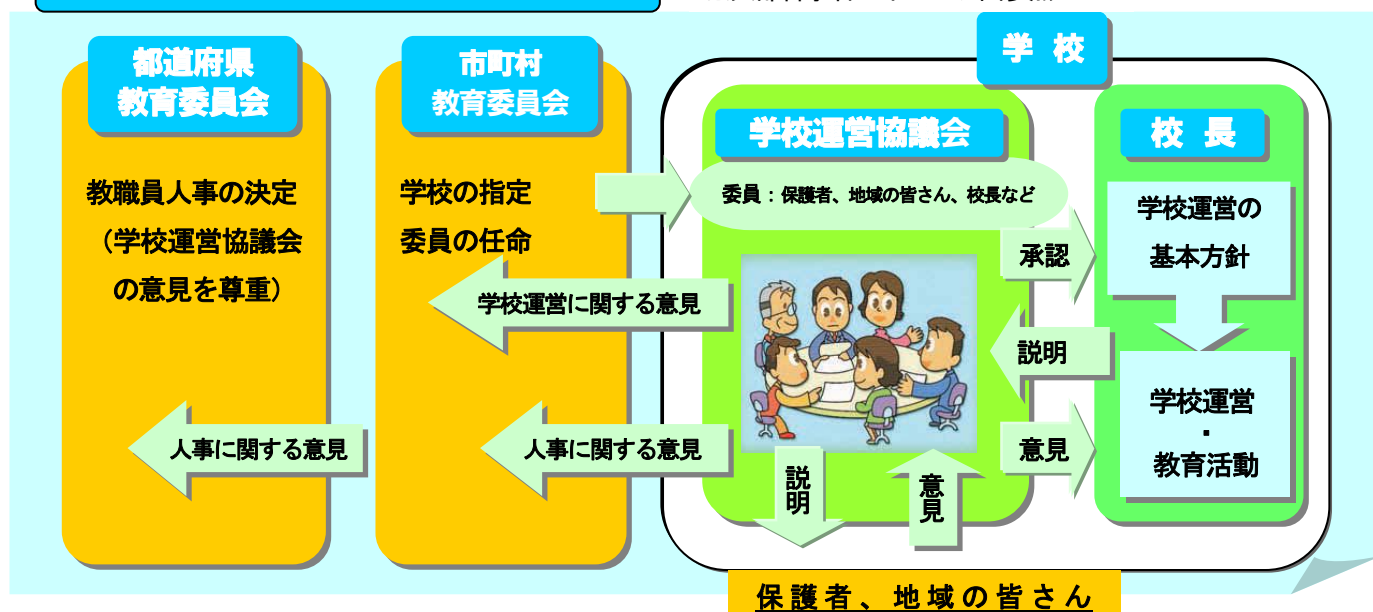 都道府県
教育委員会
教職員人事の決定
（学校運営協議会
の意見を尊重）
市町村
教育委員会
学校の指定
委員の任命
学校運営に関する意見
人事に関する意見
人事に関する意見
学校
学校運営協議会
委員：保護者、地域の皆さん、校長など
承認
説明
意見
説明
意見
校長
学校運営の
基本方針
学校運営
・
教育活動
保護者、地域の皆さん